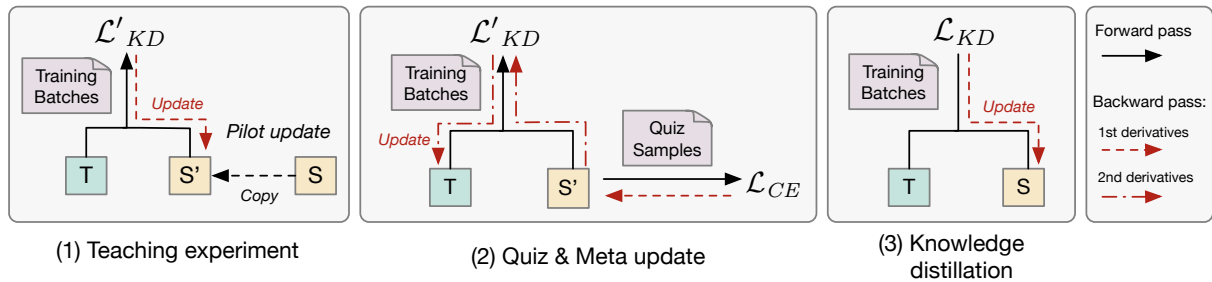 L'KD
Training
Batches
Update
Pilot update
T
S'
S
Copy
(1) Teaching experiment
L'KD
Training
Batches
Update
Quiz
Samples
T
S'
LCE
(2) Quiz & Meta update
LKD
Training
Batches
Update
T
S
(3) Knowledge
distillation
Forward pass
Backward pass:
1st derivatives
2nd derivatives